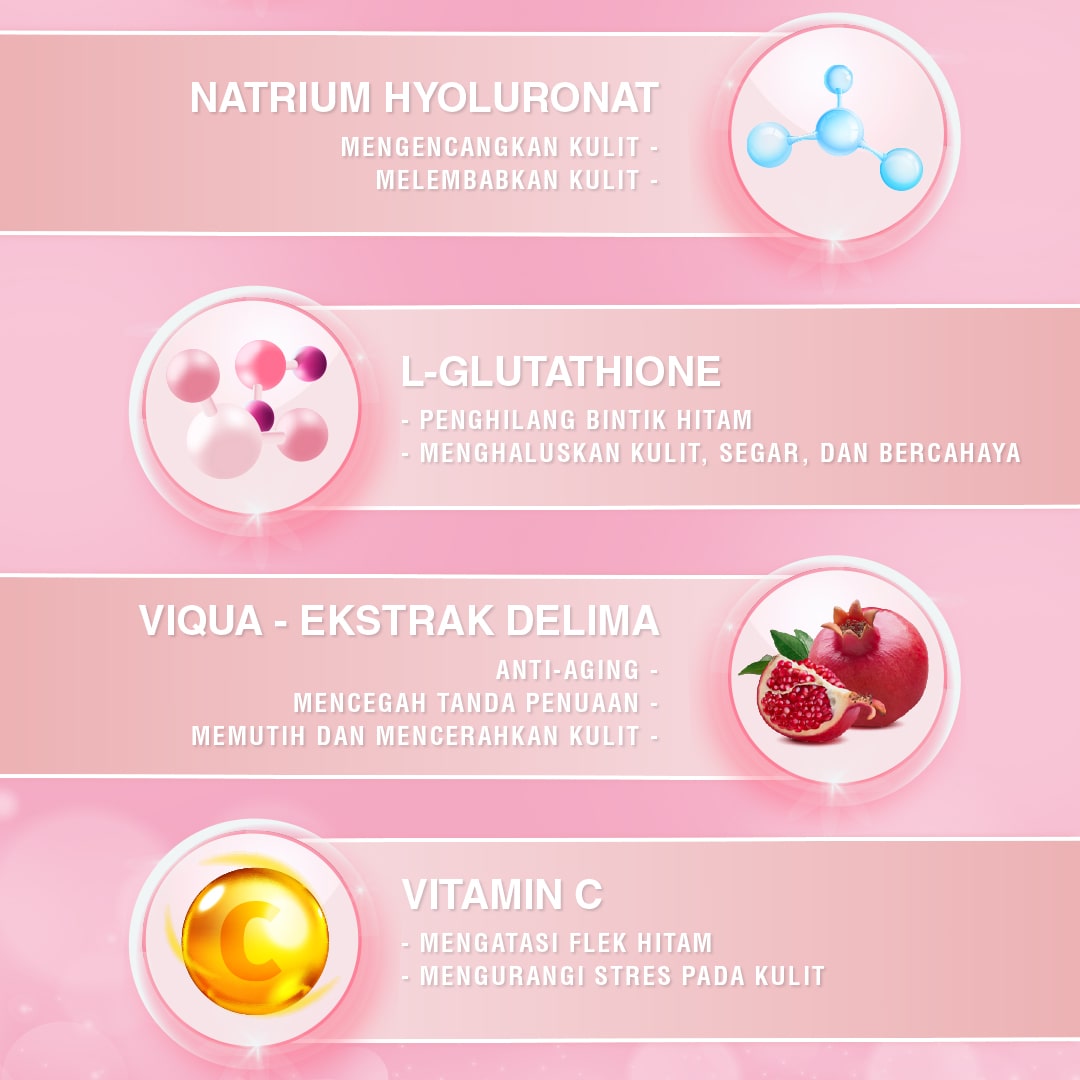 NATRIUM HYOLURONAT
MENGENCANGKAN KULIT -
MELEMBABKAN KULIT -
L-GLUTATHIONE
- PENGHILANG BINTIK HITAM
- MENGHALUSKAN KULIT, SEGAR, DAN BERCAHAYA
VIQUA - EKSTRAK DELIMA
ANTI-AGING -
MENCEGAH TANDA PENUAAN -
MEMUTIH DAN MENCERAHKAN KULIT -
C
VITAMIN C
- MENGATASI FLEK HITAM
- MENGURANGI STRES PADA KULIT